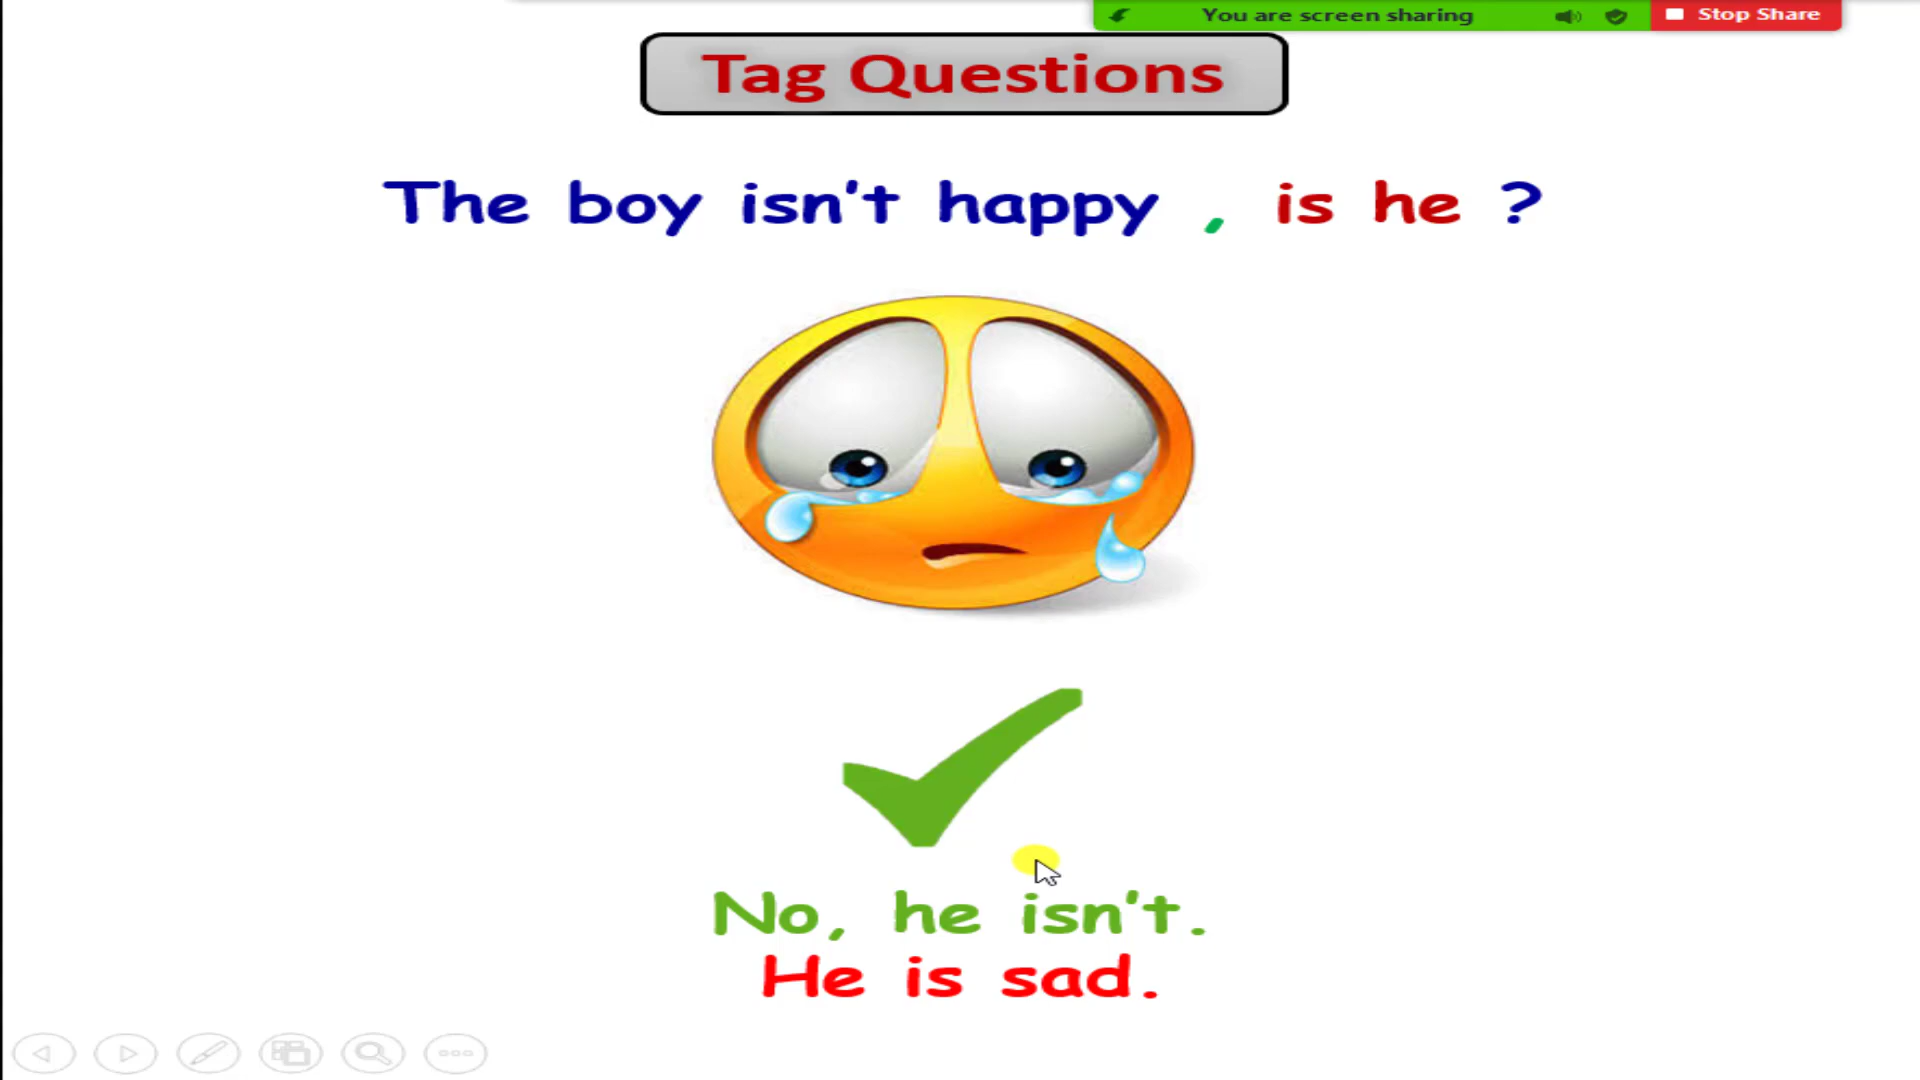 You are screen sharing Stop Share
Tag Questions
The boy isn't happy , is he ?
No, he isn't.
He is sad.